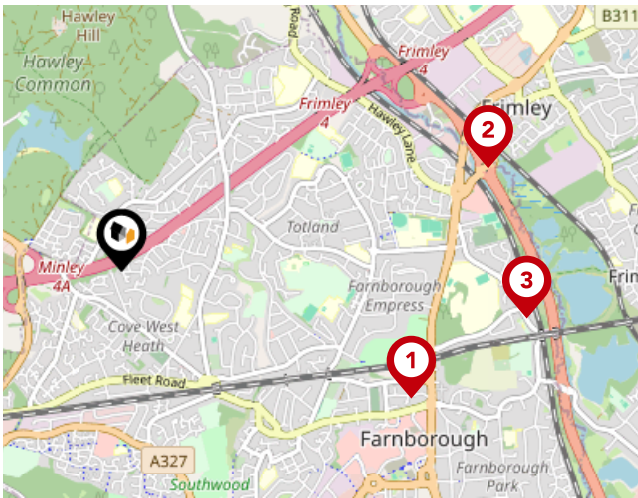 Hawley
Hill
Road
B311
Hawley
Common
Frimley
4
Frimley
4
Frimley
Hawley Lane
2
Totland
Minley
4A
Farnborough
Empress
3
Cove West
Heath
1
Fleet Road
Farnborough
A327
Southwood
Farnborough
Park